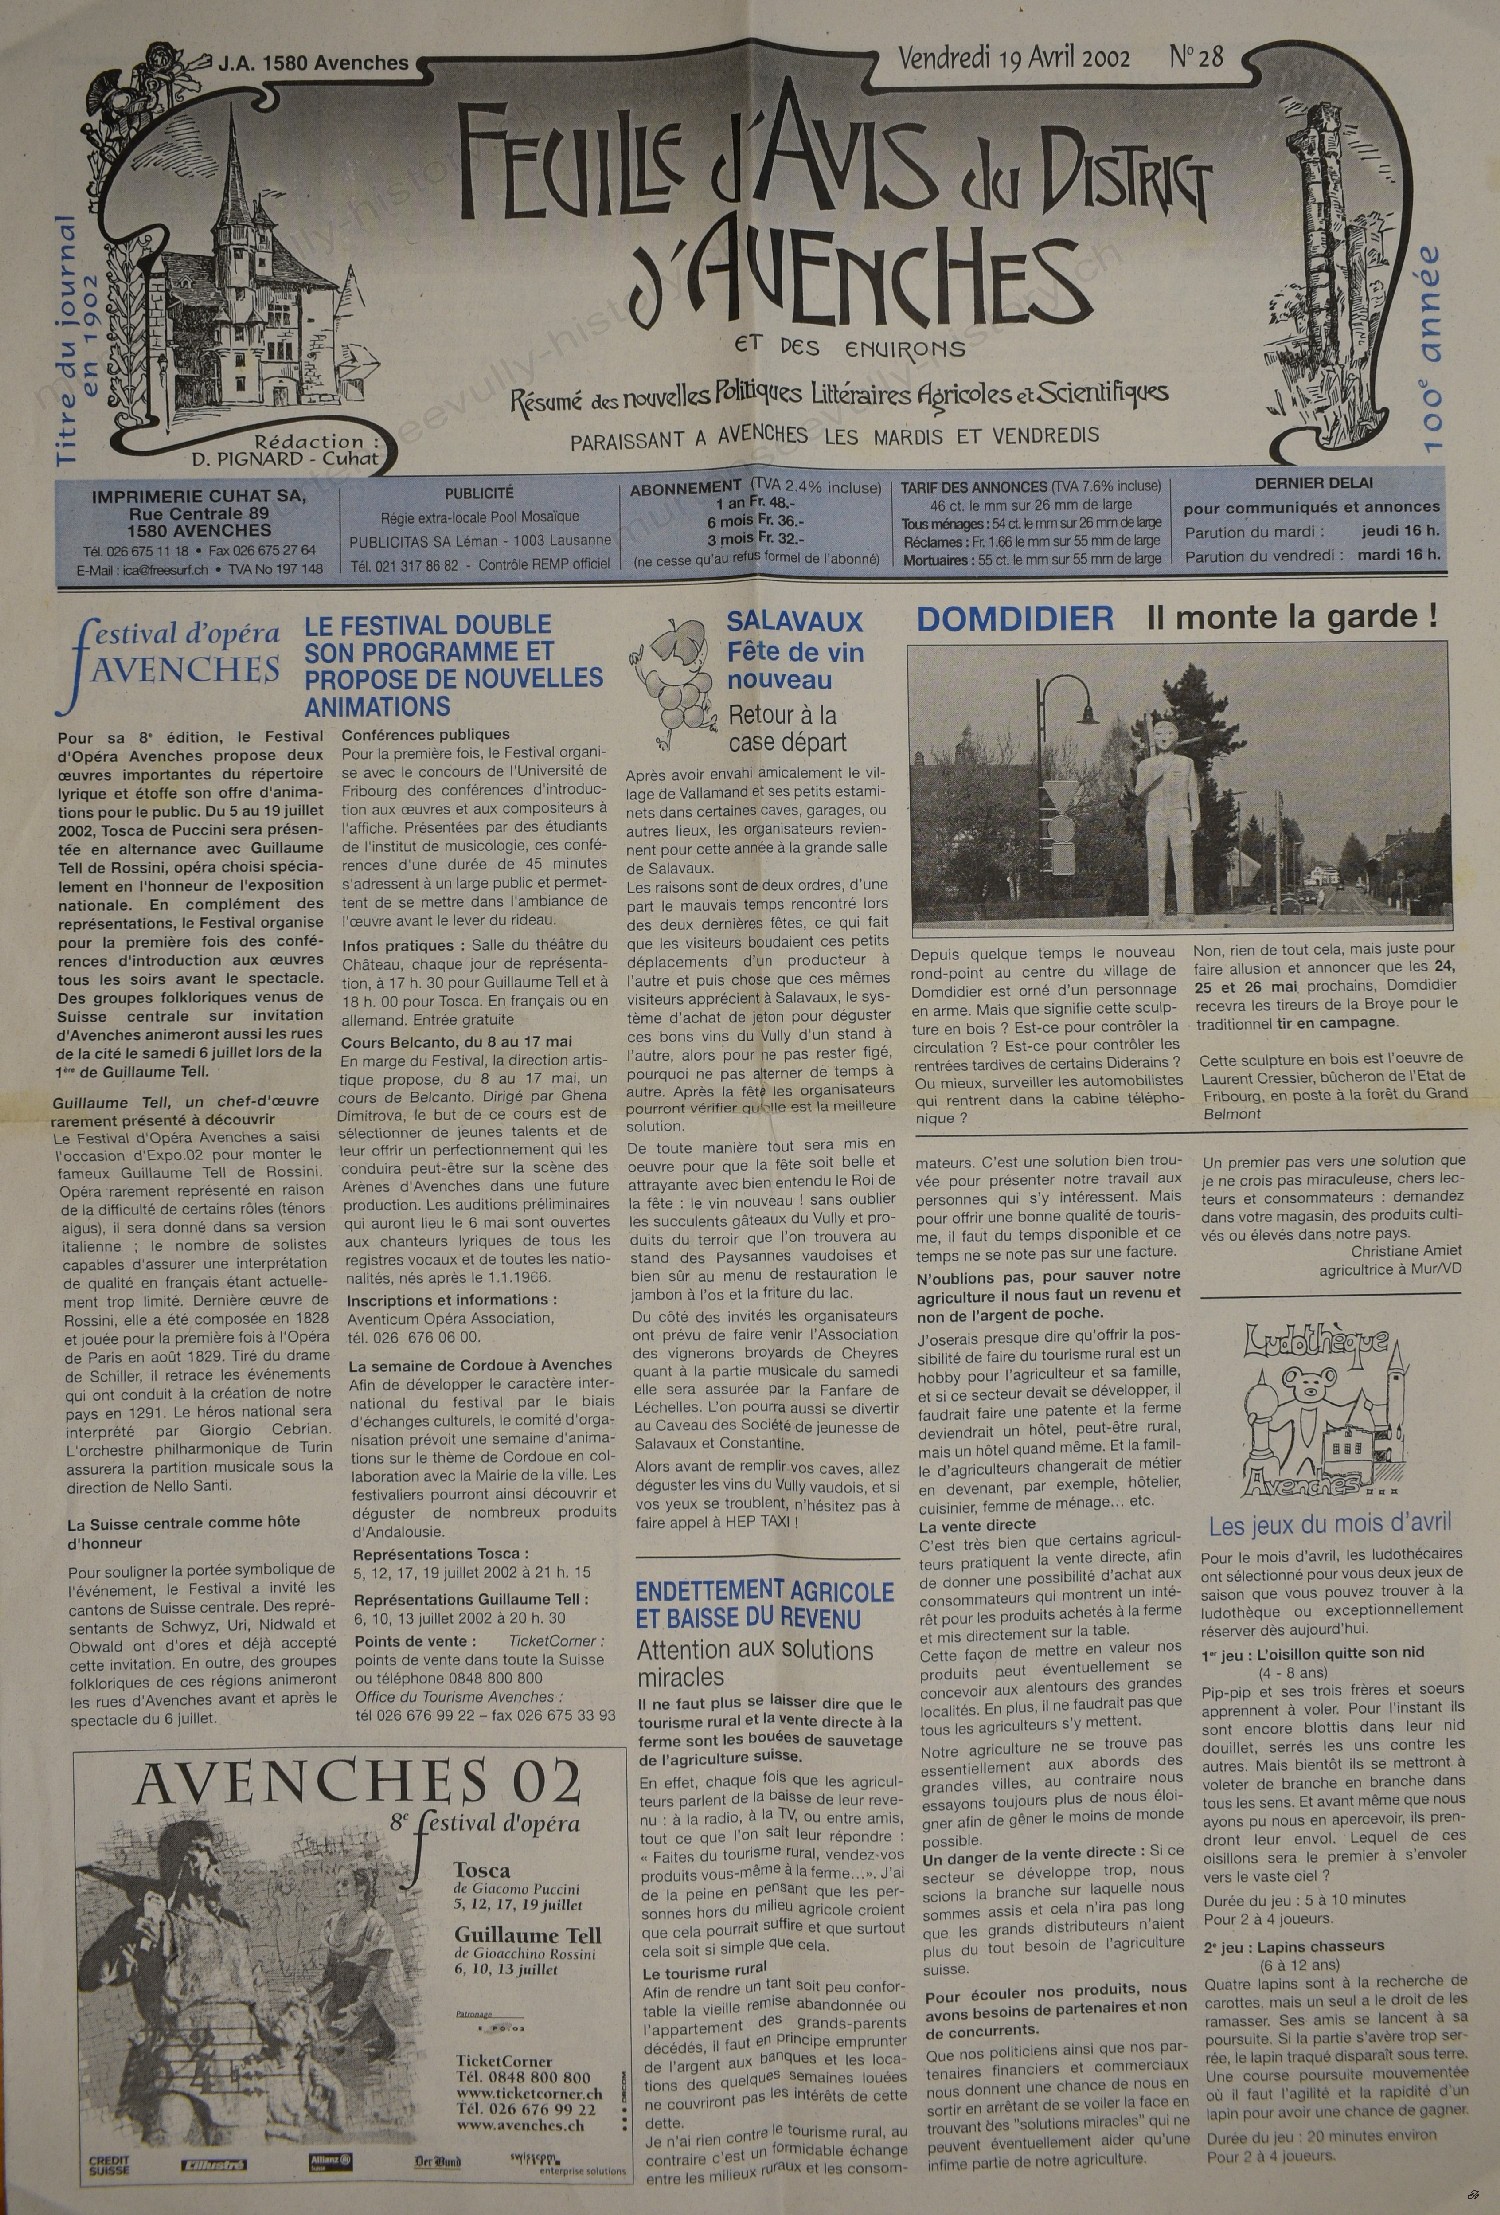 J.A. 1580 Avenches
Vendredi 19 Avril 2002 N° 28
FEUILLE d'AVIS du DISTRICT
d'AVENCHES
ET DES ENVIRONS
Résumé des nouvelles Politiques Littéraires Agricoles et Scientifiques
PARAISSANT A AVENCHES LES MARDIS ET VENDREDIS
Titre du journal
en 1902
100e année
Rédaction :
D. PIGNARD - Cuhat
IMPRIMERIE CUHAT SA,
Rue Centrale 89
1580 AVENCHES
Tél. 026 675 11 18 • Fax 026 675 27 64
E-Mail : ica@freesurf.ch • TVA No 197 148
PUBLICITÉ
Régie extra-locale Pool Mosaïque
PUBLICITAS SA Léman - 1003 Lausanne
Tél. 021 317 86 82 - Contrôle REMP officiel
ABONNEMENT (TVA 2.4% incluse)
1 an Fr. 48.-
6 mois Fr. 36.-
3 mois Fr. 32.-
(ne cesse qu'au refus formel de l'abonné)
TARIF DES ANNONCES (TVA 7.6% incluse)
46 ct. le mm sur 26 mm de large
Tous ménages : 54 ct. le mm sur 26 mm de large
Réclames : Fr. 1.66 le mm sur 55 mm de large
Mortuaires : 55 ct. le mm sur 55 mm de large
DERNIER DELAI
pour communiqués et annonces
Parution du mardi : jeudi 16 h.
Parution du vendredi : mardi 16 h.
festival d'opéra
AVENCHES
LE FESTIVAL DOUBLE
SON PROGRAMME ET
PROPOSE DE NOUVELLES
ANIMATIONS
Pour sa 8e édition, le Festival
d'Opéra Avenches propose deux
œuvres importantes du répertoire
lyrique et étoffe son offre d'anima-
tions pour le public. Du 5 au 19 juillet
2002, Tosca de Puccini sera présen-
tée en alternance avec Guillaume
Tell de Rossini, opéra choisi spécia-
lement en l'honneur de l'exposition
nationale. En complément des
représentations, le Festival organise
pour la première fois des confé-
rences d'introduction aux œuvres
tous les soirs avant le spectacle.
Des groupes folkloriques venus de
Suisse centrale sur invitation
d'Avenches animeront aussi les rues
de la cité le samedi 6 juillet lors de la
1ère de Guillaume Tell.
Guillaume Tell, un chef-d'œuvre
rarement présenté à découvrir
Le Festival d'Opéra Avenches a saisi
l'occasion d'Expo.02 pour monter le
fameux Guillaume Tell de Rossini.
Opéra rarement représenté en raison
de la difficulté de certains rôles (ténors
aigus), il sera donné dans sa version
italienne ; le nombre de solistes
capables d'assurer une interprétation
de qualité en français étant actuelle-
ment trop limité. Dernière œuvre de
Rossini, elle a été composée en 1828
et jouée pour la première fois à l'Opéra
de Paris en août 1829. Tiré du drame
de Schiller, il retrace les événements
qui ont conduit à la création de notre
pays en 1291. Le héros national sera
interprété par Giorgio Cebrian.
L'orchestre philharmonique de Turin
assurera la partition musicale sous la
direction de Nello Santi.
La Suisse centrale comme hôte
d'honneur
Pour souligner la portée symbolique de
l'événement, le Festival a invité les
cantons de Suisse centrale. Des repré-
sentants de Schwyz, Uri, Nidwald et
Obwald ont d'ores et déjà accepté
cette invitation. En outre, des groupes
folkloriques de ces régions animeront
les rues d'Avenches avant et après le
spectacle du 6 juillet.
Conférences publiques
Pour la première fois, le Festival organi-
se avec le concours de l'Université de
Fribourg des conférences d'introduc-
tion aux œuvres et aux compositeurs à
l'affiche. Présentées par des étudiants
de l'institut de musicologie, ces confé-
rences d'une durée de 45 minutes
s'adressent à un large public et permet-
tent de se mettre dans l'ambiance de
l'œuvre avant le lever du rideau.
Infos pratiques : Salle du théâtre du
Château, chaque jour de représenta-
tion, à 17 h. 30 pour Guillaume Tell et à
18 h. 00 pour Tosca. En français ou en
allemand. Entrée gratuite
Cours Belcanto, du 8 au 17 mai
En marge du Festival, la direction artis-
tique propose, du 8 au 17 mai, un
cours de Belcanto. Dirigé par Ghena
Dimitrova, le but de ce cours est de
sélectionner de jeunes talents et de
leur offrir un perfectionnement qui les
conduira peut-être sur la scène des
Arènes d'Avenches dans une future
production. Les auditions préliminaires
qui auront lieu le 6 mai sont ouvertes
aux chanteurs lyriques de tous les
registres vocaux et de toutes les natio-
nalités, nés après le 1.1.1966.
Inscriptions et informations :
Aventicum Opéra Association,
tél. 026 676 06 00.
La semaine de Cordoue à Avenches
Afin de développer le caractère inter-
national du festival par le biais
d'échanges culturels, le comité d'orga-
nisation prévoit une semaine d'anima-
tions sur le thème de Cordoue en col-
laboration avec la Mairie de la ville. Les
festivaliers pourront ainsi découvrir et
déguster de nombreux produits
d'Andalousie.
Représentations Tosca :
5, 12, 17, 19 juillet 2002 à 21 h. 15
Représentations Guillaume Tell :
6, 10, 13 juillet 2002 à 20 h. 30
Points de vente : TicketCorner :
points de vente dans toute la Suisse
ou téléphone 0848 800 800
Office du Tourisme Avenches :
tél 026 676 99 22 – fax 026 675 33 93
AVENCHES 02
8e festival d'opéra
Tosca
de Giacomo Puccini
5, 12, 17, 19 juillet
Guillaume Tell
de Gioacchino Rossini
6, 10, 13 juillet
Patronage
TicketCorner
Tél. 0848 800 800
www.ticketcorner.ch
Tél. 026 676 99 22
www.avenches.ch
CREDIT
SUISSE
L'illustré
Allianz
Suisse
Der Bund
swisscom
enterprise solutions
SALAVAUX
Fête de vin
nouveau
Retour à la
case départ
Après avoir envahi amicalement le vil-
lage de Vallamand et ses petits estami-
nets dans certaines caves, garages, ou
autres lieux, les organisateurs revien-
nent pour cette année à la grande salle
de Salavaux.
Les raisons sont de deux ordres, d'une
part le mauvais temps rencontré lors
des deux dernières fêtes, ce qui fait
que les visiteurs boudaient ces petits
déplacements d'un producteur à
l'autre et puis chose que ces mêmes
visiteurs apprécient à Salavaux, le sys-
tème d'achat de jeton pour déguster
ces bons vins du Vully d'un stand à
l'autre, alors pour ne pas rester figé,
pourquoi ne pas alterner de temps à
autre. Après la fête les organisateurs
pourront vérifier qu'elle est la meilleure
solution.
De toute manière tout sera mis en
oeuvre pour que la fête soit belle et
attrayante avec bien entendu le Roi de
la fête : le vin nouveau ! sans oublier
les succulents gâteaux du Vully et pro-
duits du terroir que l'on trouvera au
stand des Paysannes vaudoises et
bien sûr au menu de restauration le
jambon à l'os et la friture du lac.
Du côté des invités les organisateurs
ont prévu de faire venir l'Association
des vignerons broyards de Cheyres
quant à la partie musicale du samedi
elle sera assurée par la Fanfare de
Léchelles. L'on pourra aussi se divertir
au Caveau des Société de jeunesse de
Salavaux et Constantine.
Alors avant de remplir vos caves, allez
déguster les vins du Vully vaudois, et si
vos yeux se troublent, n'hésitez pas à
faire appel à HEP TAXI !
ENDETTEMENT AGRICOLE
ET BAISSE DU REVENU
Attention aux solutions
miracles
Il ne faut plus se laisser dire que le
tourisme rural et la vente directe à la
ferme sont les bouées de sauvetage
de l'agriculture suisse.
En effet, chaque fois que les agricul-
teurs parlent de la baisse de leur reve-
nu : à la radio, à la TV, ou entre amis,
tout ce que l'on sait leur répondre :
« Faites du tourisme rural, vendez-vos
produits vous-même à la ferme...». J'ai
de la peine en pensant que les per-
sonnes hors du milieu agricole croient
que cela pourrait suffire et que surtout
cela soit si simple que cela.
Le tourisme rural
Afin de rendre un tant soit peu confor-
table la vieille remise abandonnée ou
l'appartement des grands-parents
décédés, il faut en principe emprunter
de l'argent aux banques et les loca-
tions des quelques semaines louées
ne couvriront pas les intérêts de cette
dette.
Je n'ai rien contre le tourisme rural, au
contraire c'est un formidable échange
entre les milieux ruraux et les consom-
DOMDIDIER Il monte la garde !
Depuis quelque temps le nouveau
rond-point au centre du village de
Domdidier est orné d'un personnage
en arme. Mais que signifie cette sculp-
ture en bois ? Est-ce pour contrôler la
circulation ? Est-ce pour contrôler les
rentrées tardives de certains Diderains ?
Ou mieux, surveiller les automobilistes
qui rentrent dans la cabine télépho-
nique ?
Non, rien de tout cela, mais juste pour
faire allusion et annoncer que les 24,
25 et 26 mai prochains, Domdidier
recevra les tireurs de la Broye pour le
traditionnel tir en campagne.
Cette sculpture en bois est l'oeuvre de
Laurent Cressier, bûcheron de l'Etat de
Fribourg, en poste à la forêt du Grand
Belmont
mateurs. C'est une solution bien trou-
vée pour présenter notre travail aux
personnes qui s'y intéressent. Mais
pour offrir une bonne qualité de touris-
me, il faut du temps disponible et ce
temps ne se note pas sur une facture.
N'oublions pas, pour sauver notre
agriculture il nous faut un revenu et
non de l'argent de poche.
J'oserais presque dire qu'offrir la pos-
sibilité de faire du tourisme rural est un
hobby pour l'agriculteur et sa famille,
et si ce secteur devait se développer, il
faudrait faire une patente et la ferme
deviendrait un hôtel, peut-être rural,
mais un hôtel quand même. Et la famil-
le d'agriculteurs changerait de métier
en devenant, par exemple, hôtelier,
cuisinier, femme de ménage... etc.
La vente directe
C'est très bien que certains agricul-
teurs pratiquent la vente directe, afin
de donner une possibilité d'achat aux
consommateurs qui montrent un inté-
rêt pour les produits achetés à la ferme
et mis directement sur la table.
Cette façon de mettre en valeur nos
produits peut éventuellement se
concevoir aux alentours des grandes
localités. En plus, il ne faudrait pas que
tous les agriculteurs s'y mettent.
Notre agriculture ne se trouve pas
essentiellement aux abords des
grandes villes, au contraire nous
essayons toujours plus de nous éloi-
gner afin de gêner le moins de monde
possible.
Un danger de la vente directe : Si ce
secteur se développe trop, nous
scions la branche sur laquelle nous
sommes assis et cela n'ira pas long
que les grands distributeurs n'aient
plus du tout besoin de l'agriculture
suisse.
Pour écouler nos produits, nous
avons besoins de partenaires et non
de concurrents.
Que nos politiciens ainsi que nos par-
tenaires financiers et commerciaux
nous donnent une chance de nous en
sortir en arrêtant de se voiler la face en
trouvant des "solutions miracles" qui ne
peuvent éventuellement aider qu'une
infime partie de notre agriculture.
Un premier pas vers une solution que
je ne crois pas miraculeuse, chers lec-
teurs et consommateurs : demandez
dans votre magasin, des produits culti-
vés ou élevés dans notre pays.
Christiane Amiet
agricultrice à Mur/VD
Ludothèque
Avenches...
Les jeux du mois d'avril
Pour le mois d'avril, les ludothécaires
ont sélectionné pour vous deux jeux de
saison que vous pouvez trouver à la
ludothèque ou exceptionnellement
réserver dès aujourd'hui.
1er jeu : L'oisillon quitte son nid
(4 - 8 ans)
Pip-pip et ses trois frères et soeurs
apprennent à voler. Pour l'instant ils
sont encore blottis dans leur nid
douillet, serrés les uns contre les
autres. Mais bientôt ils se mettront à
voleter de branche en branche dans
tous les sens. Et avant même que nous
ayons pu nous en apercevoir, ils pren-
dront leur envol. Lequel de ces
oisillons sera le premier à s'envoler
vers le vaste ciel ?
Durée du jeu : 5 à 10 minutes
Pour 2 à 4 joueurs.
2e jeu : Lapins chasseurs
(6 à 12 ans)
Quatre lapins sont à la recherche de
carottes, mais un seul a le droit de les
ramasser. Ses amis se lancent à sa
poursuite. Si la partie s'avère trop ser-
rée, le lapin traqué disparaît sous terre.
Une course poursuite mouvementée
où il faut l'agilité et la rapidité d'un
lapin pour avoir une chance de gagner.
Durée du jeu : 20 minutes environ
Pour 2 à 4 joueurs.